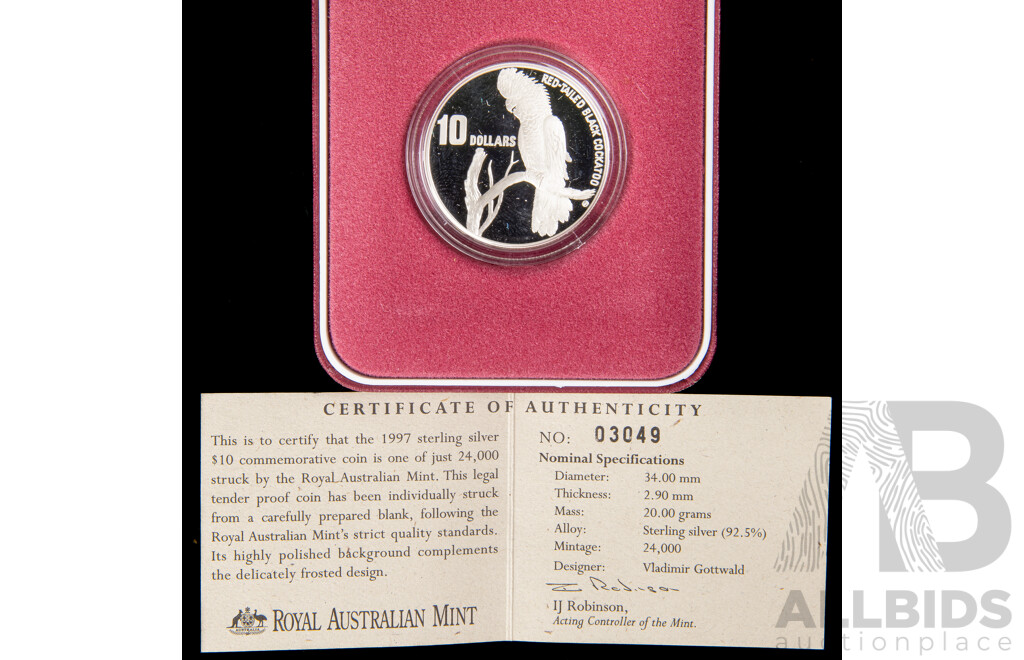 10 DOLLARS
RED-TAILED BLACK COCKATOO
CERTIFICATE OF AUTHENTICITY
This is to certify that the 1997 sterling silver
$10 commemorative coin is one of just 24,000
struck by the Royal Australian Mint. This legal
tender proof coin has been individually struck
from a carefully prepared blank, following the
Royal Australian Mint's strict quality standards.
Its highly polished background complements
the delicately frosted design.
ROYAL AUSTRALIAN MINT
NO: 03049
Nominal Specifications
Diameter: 34.00 mm
Thickness: 2.90 mm
Mass: 20.00 grams
Alloy: Sterling silver (92.5%)
Mintage: 24,000
Designer: Vladimir Gottwald
IJ Robinson,
Acting Controller of the Mint.
AB
ALLBIDS
auctionplace